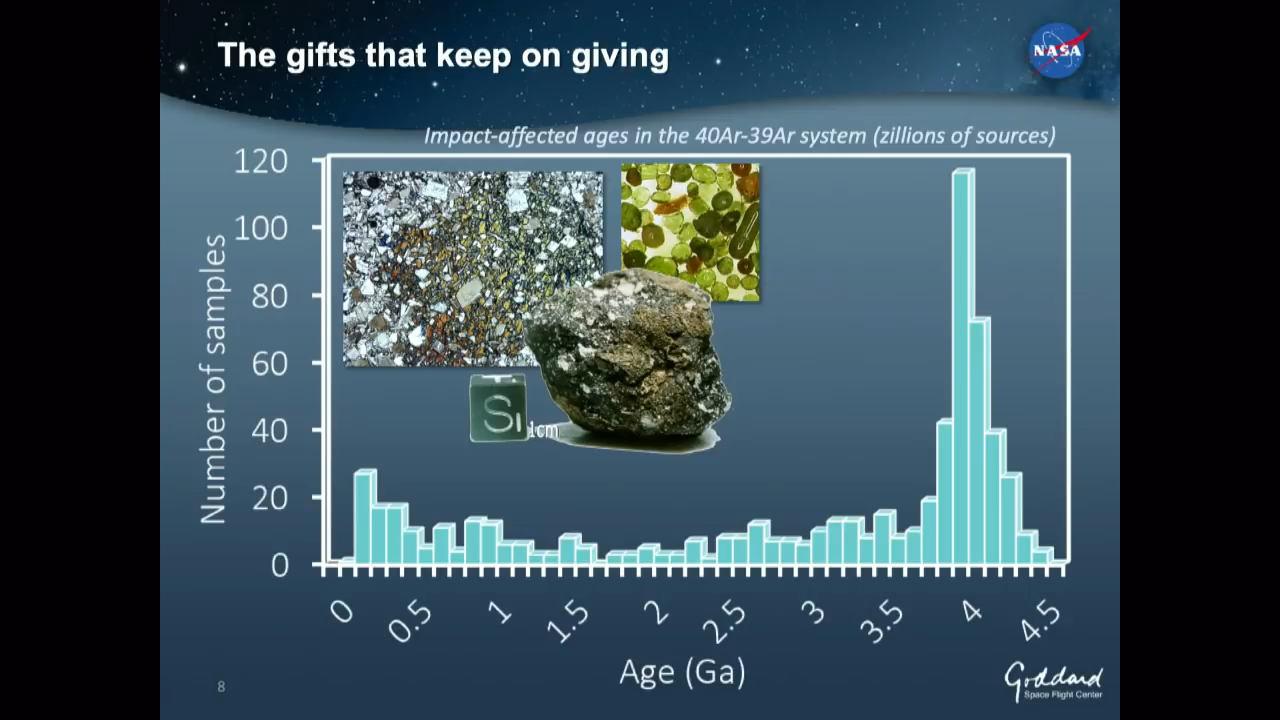 The gifts that keep on giving
NASA
Impact-affected ages in the 40Ar-39Ar system (zillions of sources)
120
100
80
60
40
20
0
Number of samples
1cm
0
0.5
1
1.5
2
2.5
3
3.5
4
4.5
Age (Ga)
8
Goddard
Space Flight Center